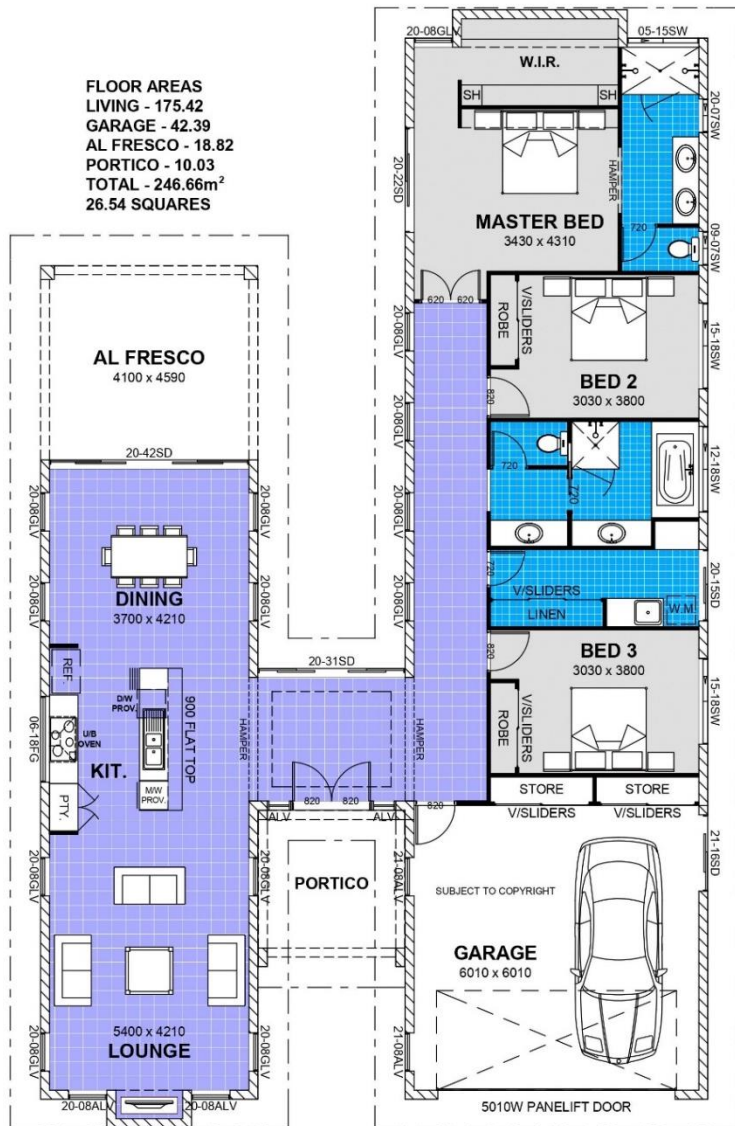 FLOOR AREAS
LIVING - 175.42
GARAGE - 42.39
AL FRESCO - 18.82
PORTICO - 10.03
TOTAL - 246.66m²
26.54 SQUARES
20-08GLV
05-15SW
W.I.R.
SH
SH
20-07SW
20-22SD
HAMPER
MASTER BED
3430 x 4310
720
09-07SW
620
620
ROBE
V/SLIDERS
20-08GLV
15-18SW
BED 2
3030 x 3800
820
20-08GLV
AL FRESCO
4100 x 4590
20-42SD
720
720
12-18SW
20-08GLV
20-08GLV
20-08GLV
DINING
3700 x 4210
20-08GLV
20-08GLV
20-08GLV
720
V/SLIDERS
LINEN
W.M.
20-15SD
820
BED 3
3030 x 3800
ROBE
V/SLIDERS
15-18SW
20-31SD
REF.
D/W
PROV.
900 FLAT TOP
06-18FG
U/B
OVEN
KIT.
M/W
PROV.
PTY.
HAMPER
HAMPER
820
820
ALV
ALV
820
STORE
STORE
V/SLIDERS
V/SLIDERS
21-16SD
20-08GLV
20-08GLV
PORTICO
21-08ALV
SUBJECT TO COPYRIGHT
GARAGE
6010 x 6010
5400 x 4210
LOUNGE
20-08GLV
20-08GLV
21-08ALV
20-08ALV
20-08ALV
5010W PANELIFT DOOR